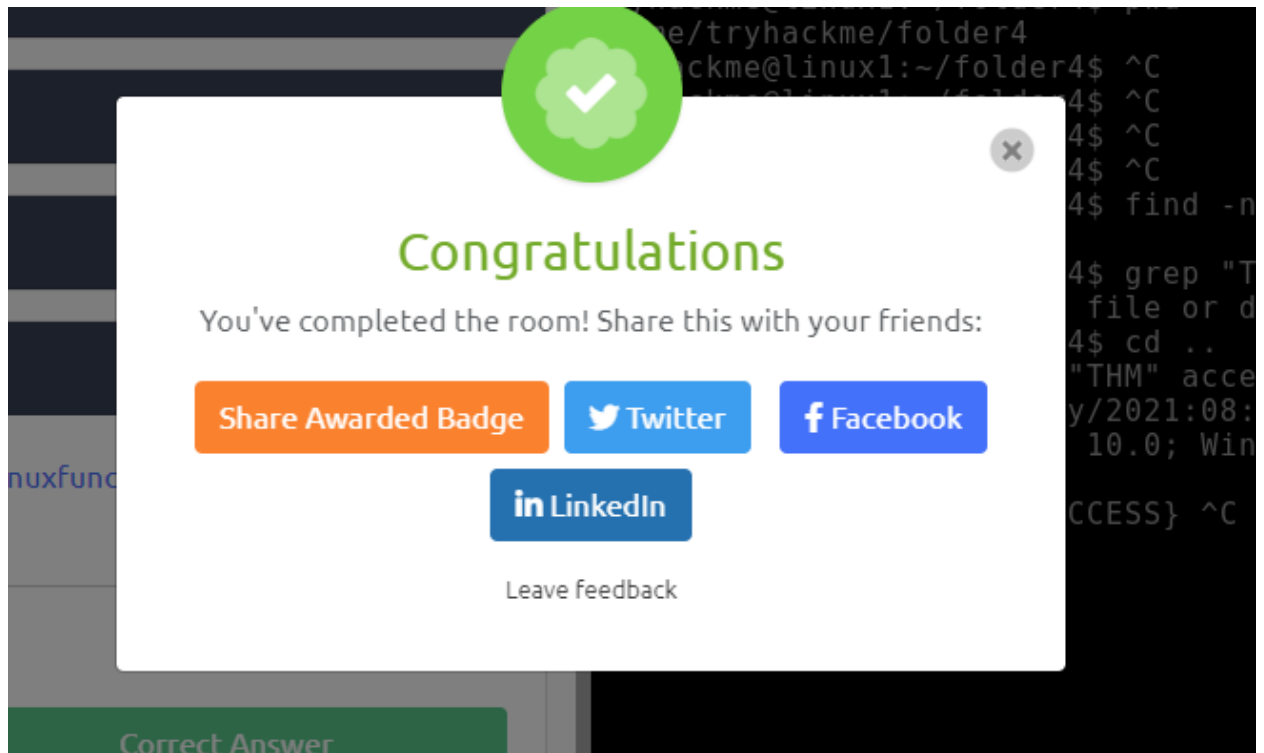 me/tryhackme/folder4
ckme@linux1:~/folder4$ ^C
4$ ^C
4$ ^C
4$ ^C
4$ find -n
Congratulations
4$ grep "T
file or d
You've completed the room! Share this with your friends:
4$ cd ..
"THM" acce
Share Awarded Badge
Twitter
Facebook
y/2021:08:
10.0; Win
nuxfunc
LinkedIn
CCESS} ^C
Leave feedback
Correct Answer